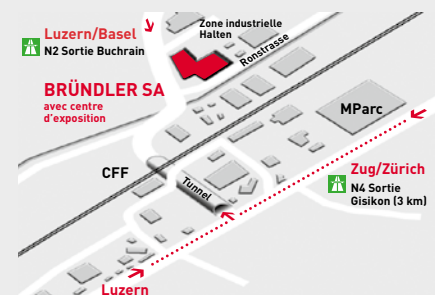 Luzern/Basel
N2 Sortie Buchrain
Zone industrielle
Halten
Ronstrasse
BRÜNDLER SA
avec centre
d'exposition
MParc
CFF
Tunnel
Zug/Zürich
N4 Sortie
Gisikon (3 km)
Luzern